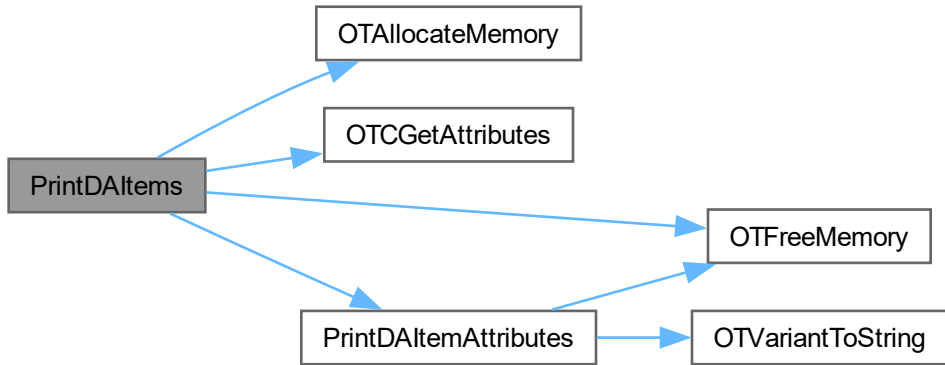 OTAllocateMemory
OTCGetAttributes
PrintDAItems
OTFreeMemory
PrintDAItemAttributes
OTVariantToString